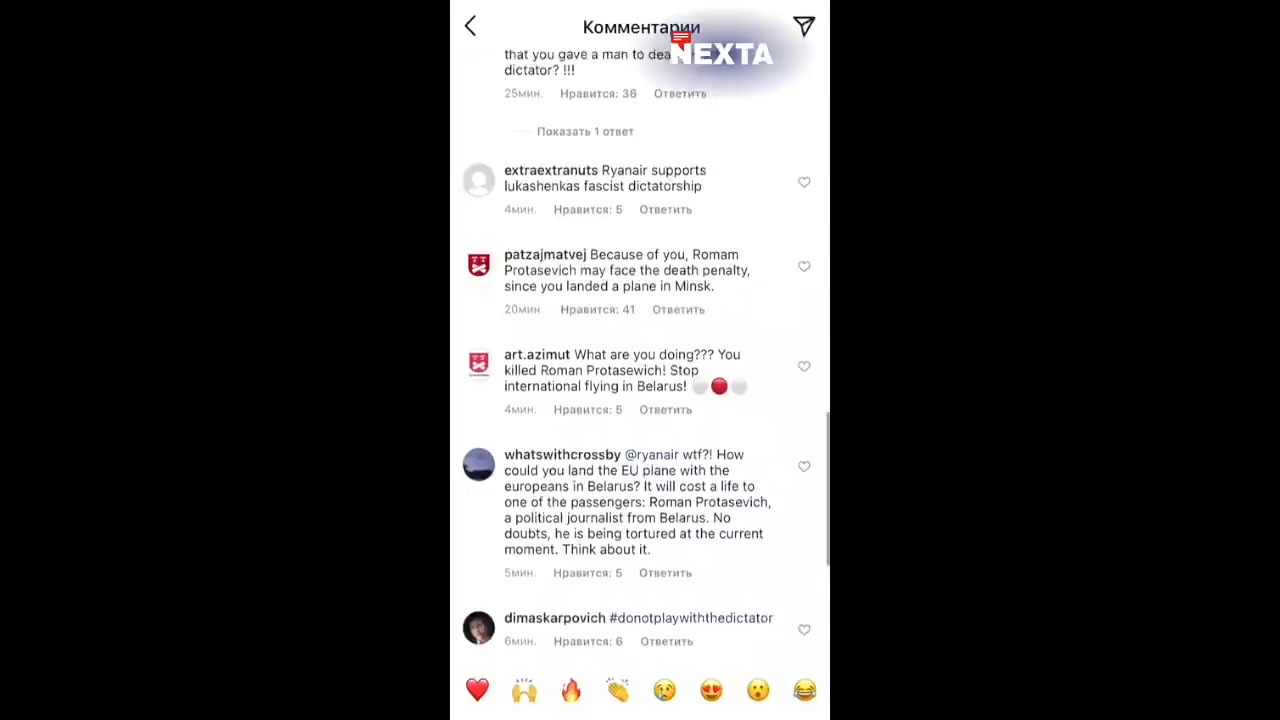 Комментарии
NEXTA
that you gave a man to dea
dictator? !!!
25мин. Нравится: 36 Ответить
Показать 1 ответ
extraextranuts Ryanair supports
lukashenkas fascist dictatorship
4мин. Нравится: 5 Ответить
patzajmatvej Because of you, Romam
Protasevich may face the death penalty,
since you landed a plane in Minsk.
20мин. Нравится: 41 Ответить
art.azimut What are you doing??? You
killed Roman Protasewich! Stop
international flying in Belarus!
4мин. Нравится: 5 Ответить
whatswithcrossby @ryanair wtf?! How
could you land the EU plane with the
europeans in Belarus? It will cost a life to
one of the passengers: Roman Protasevich,
a political journalist from Belarus. No
doubts, he is being tortured at the current
moment. Think about it.
5мин. Нравится: 5 Ответить
dimaskarpovich #donotplaywiththedictator
6мин. Нравится: 6 Ответить